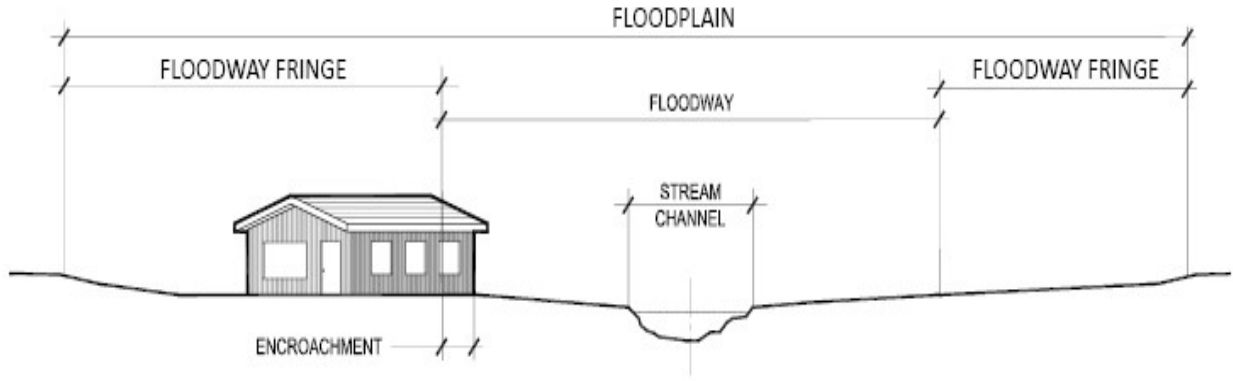 FLOODPLAIN
FLOODWAY FRINGE
FLOODWAY FRINGE
FLOODWAY
STREAM
CHANNEL
ENCROACHMENT